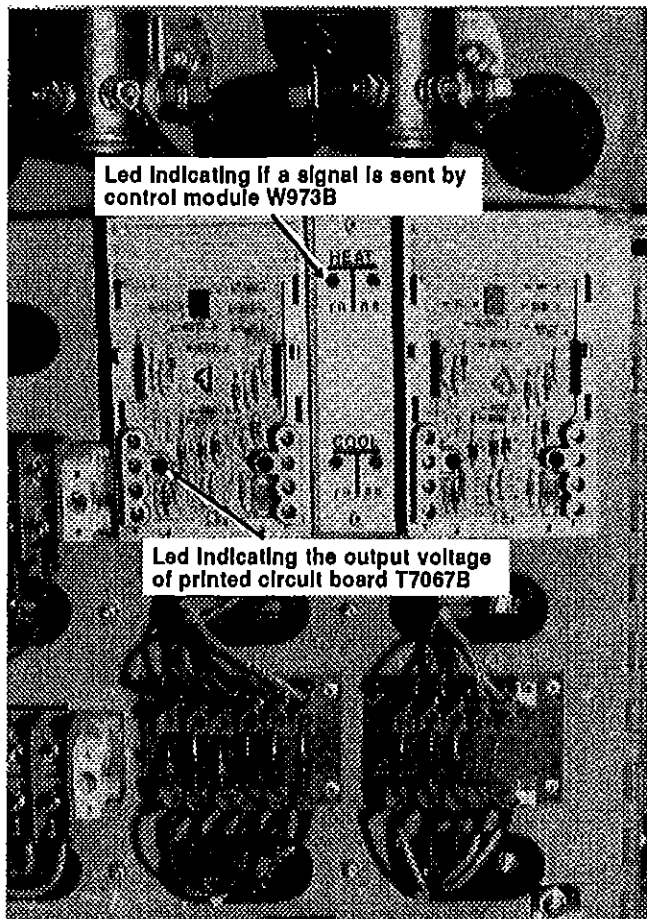 Led indicating if a signal is sent by
control module W973B
HEAT
COOL
Led indicating the output voltage
of printed circuit board T7067B